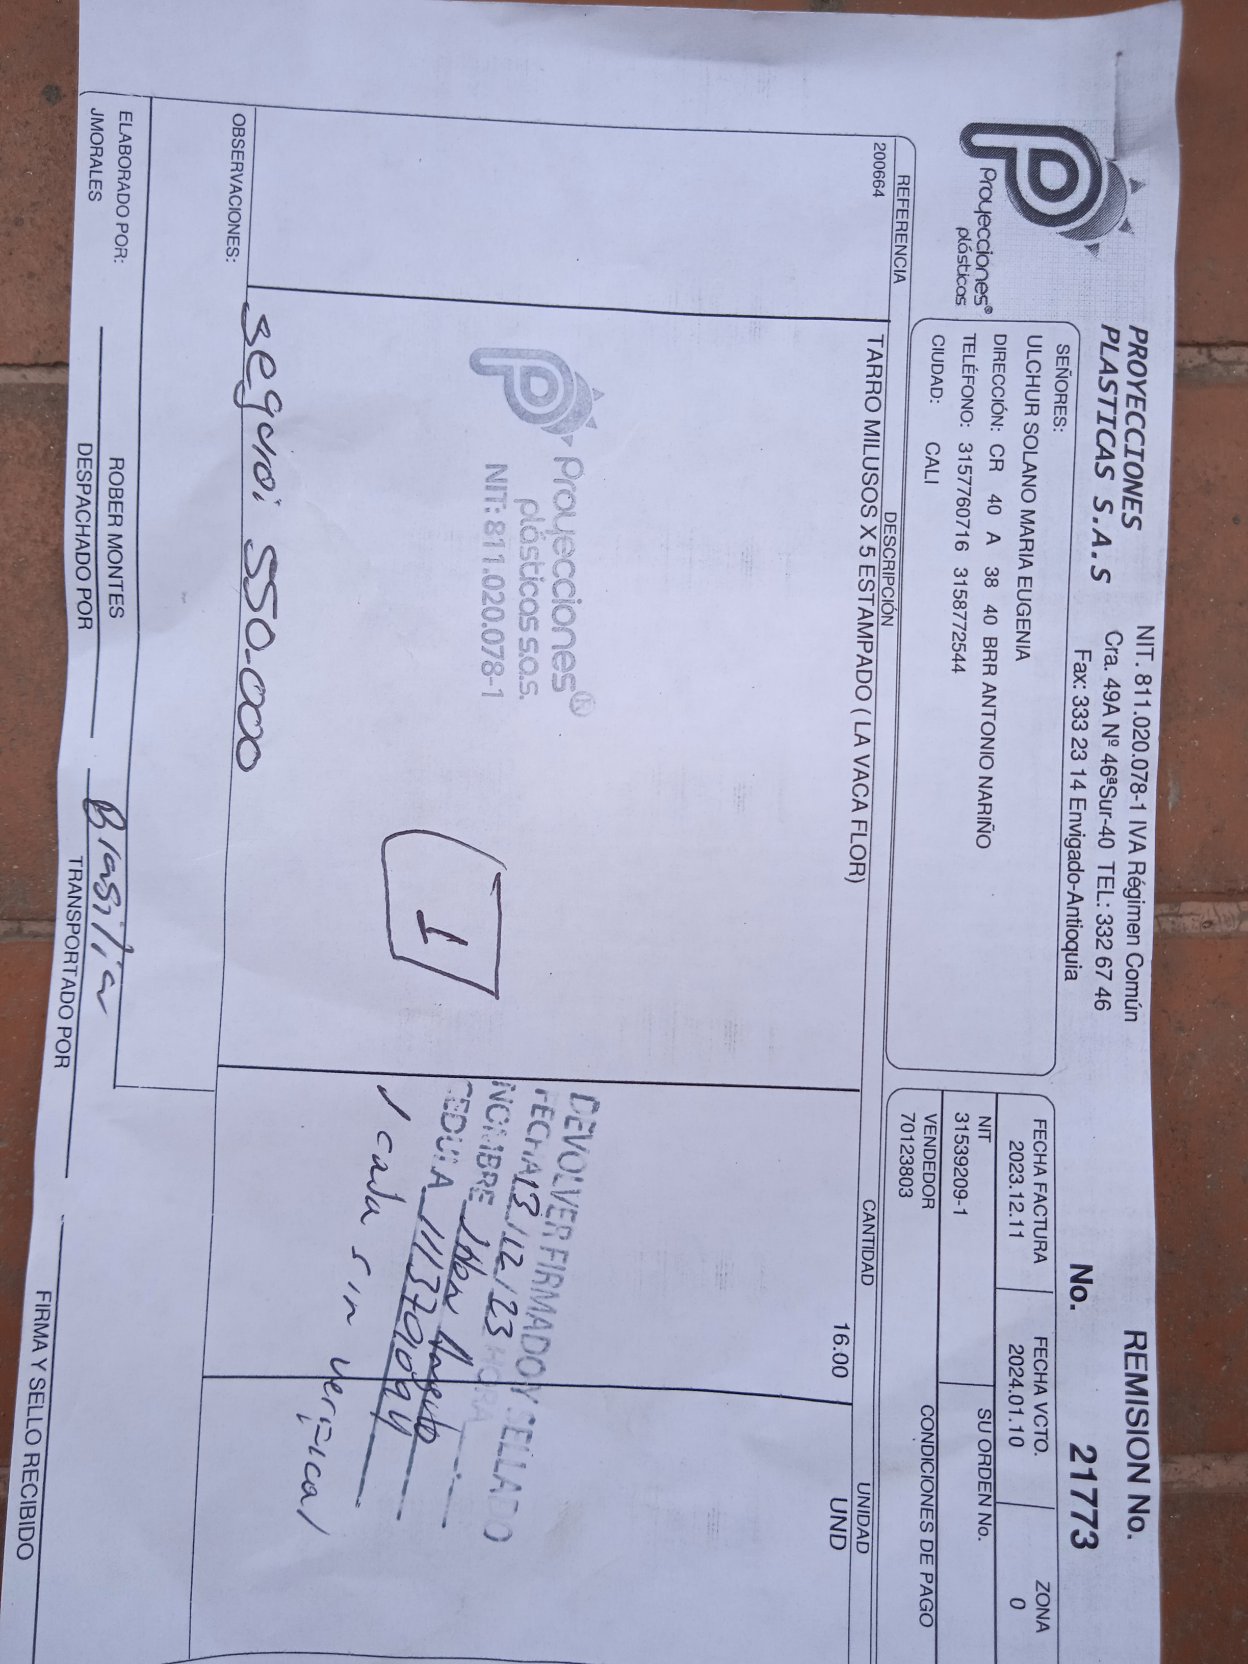 Proyecciones®
plásticas
PROYECCIONES
PLASTICAS S.A.S
NIT. 811.020.078-1 IVA Régimen Común
Cra. 49A Nº 46ªSur-40 TEL: 332 67 46
Fax: 333 23 14 Envigado-Antioquia
REMISION No.
No. 21773
SEÑORES:
ULCHUR SOLANO MARIA EUGENIA
DIRECCIÓN: CR 40 A 38 40 BRR ANTONIO NARIÑO
TELÉFONO: 3157760716 3158772544
CIUDAD: CALI
FECHA FACTURA FECHA VCTO. ZONA
2023.12.11 2024.01.10 0
NIT SU ORDEN No.
31539209-1
VENDEDOR CONDICIONES DE PAGO
70123803
REFERENCIA DESCRIPCIÓN CANTIDAD UNIDAD
200664 TARRO MILUSOS X 5 ESTAMPADO ( LA VACA FLOR) 16.00 UND
Proyecciones®
plásticas s.a.s.
NIT: 811.020.078-1
1
DEVOLVER FIRMADO Y SELLADO
FECHA 13/12/23 HORA
NOMBRE
CEDULA
1 caja sin verificar
OBSERVACIONES:
550.000
ELABORADO POR:
JMORALES
ROBER MONTES
DESPACHADO POR
Brasilia
TRANSPORTADO POR
FIRMA Y SELLO RECIBIDO